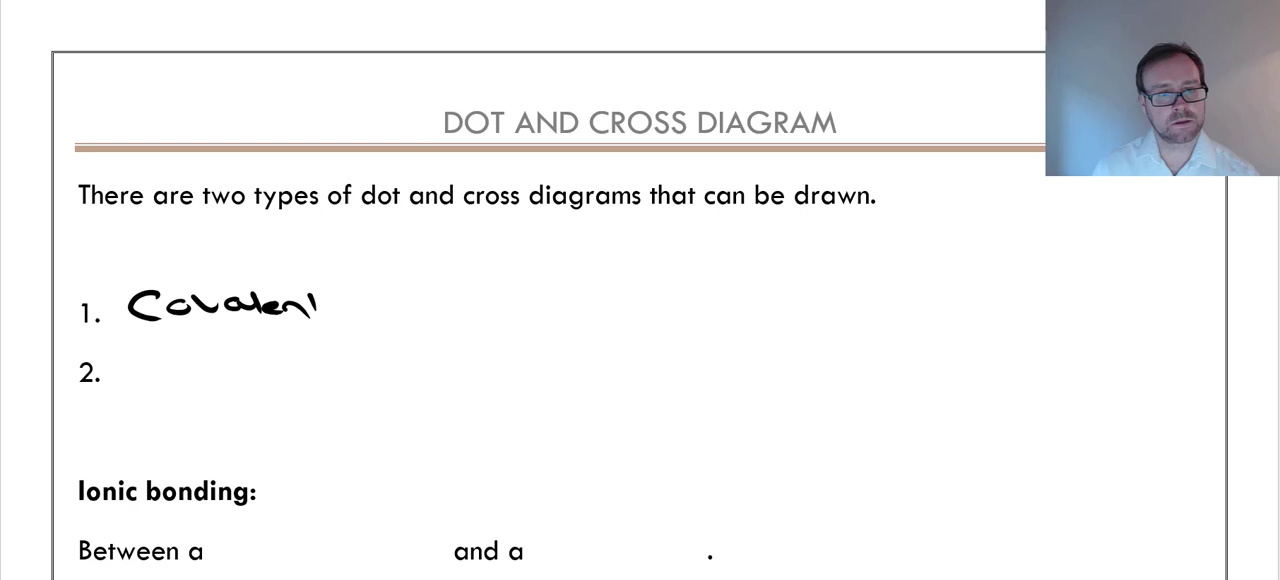 DOT AND CROSS DIAGRAM
There are two types of dot and cross diagrams that can be drawn.
1. Covalent
2.
Ionic bonding:
Between a and a .